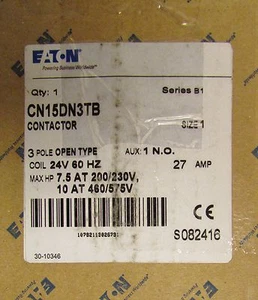 EATON
Powering Business Worldwide
Qty: 1 Series B1
CN15DN3TB
CONTACTOR SIZE 1
3 POLE OPEN TYPE AUX: 1 N.O.
COIL 24V 60 HZ 27 AMP
MAX HP 7.5 AT 200/230V,
10 AT 460/575V
CE
S082416
30-10346